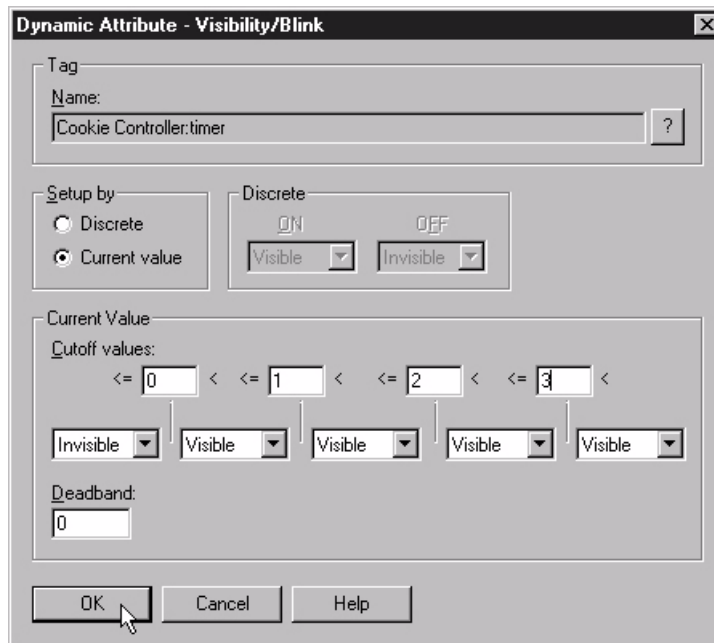 Dynamic Attribute - Visibility/Blink
Tag
Name:
Cookie Controller:timer
?
Setup by
Discrete
Current value
Discrete
ON OFF
Visible Invisible
Current Value
Cutoff values:
<= 0 < <= 1 < <= 2 < <= 3 <
Invisible Visible Visible Visible Visible
Deadband:
0
OK Cancel Help